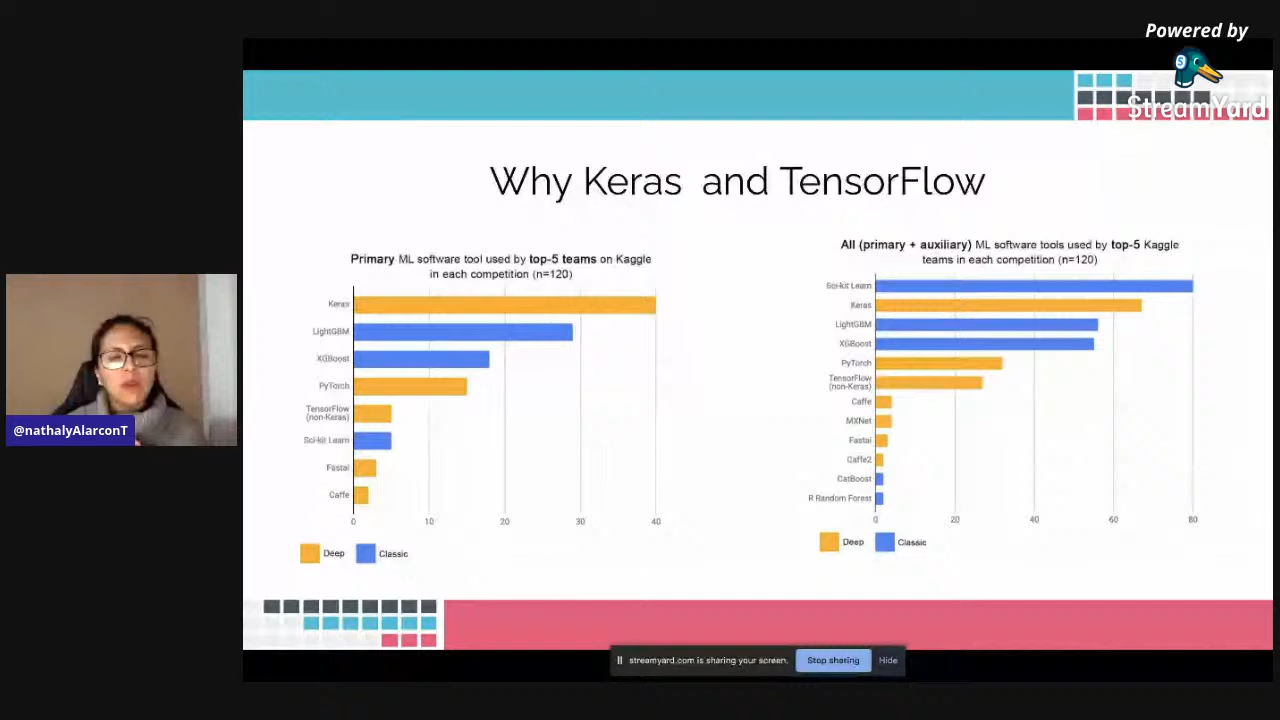 Powered by
StreamYard
Why Keras and TensorFlow
Primary ML software tool used by top-5 teams on Kaggle
in each competition (n=120)
Keras
LightGBM
XGBoost
PyTorch
TensorFlow
(non-Keras)
Sci-kit Learn
Fastai
Caffe
0 10 20 30 40
Deep Classic
All (primary + auxiliary) ML software tools used by top-5 Kaggle
teams in each competition (n=120)
Sci-kit Learn
Keras
LightGBM
XGBoost
PyTorch
TensorFlow
(non-Keras)
Caffe
MXNet
Fastai
Caffe2
CatBoost
R Random Forest
0 20 40 60 80
Deep Classic
@nathalyAlarconT
streamyard.com is sharing your screen. Stop sharing Hide